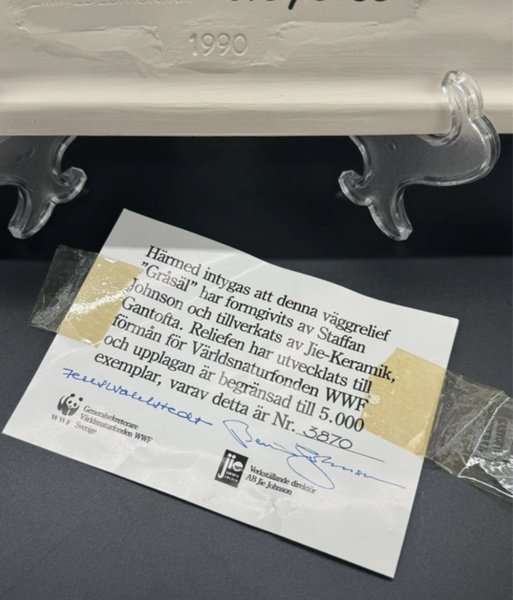 1990
Härmed intygas att denna väggrelief
"Gråsäl" har formgivits av Staffan
Johnson och tillverkats av Jie-Keramik,
Gantofta. Reliefen har utvecklats till
förmån för Världsnaturfonden WWF
och upplagan är begränsad till 5.000
exemplar, varav detta är Nr. 3870
WWF
Generalsekreterare
Världsnaturfonden WWF
Sverige
jie
Verkställande direktör
AB Jie Johnson